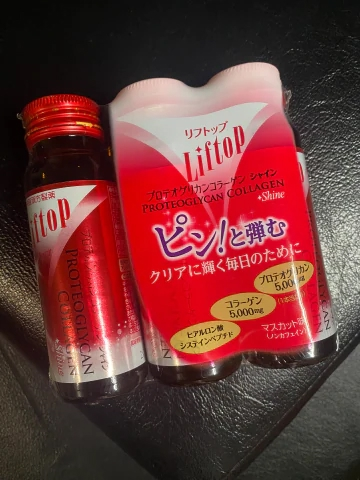 リフトップ
Liftop
プロテオグリカンコラーゲン シャイン
PROTEOGLYCAN COLLAGEN
+Shine
ピン!と弾む
クリアに輝く毎日のために
プロテオグリカン
5,000mg
コラーゲン
5,000mg
ヒアルロン酸
システインペプチド
マスカット
ノンカフェイン
Liftop
PROTEOGLYCAN